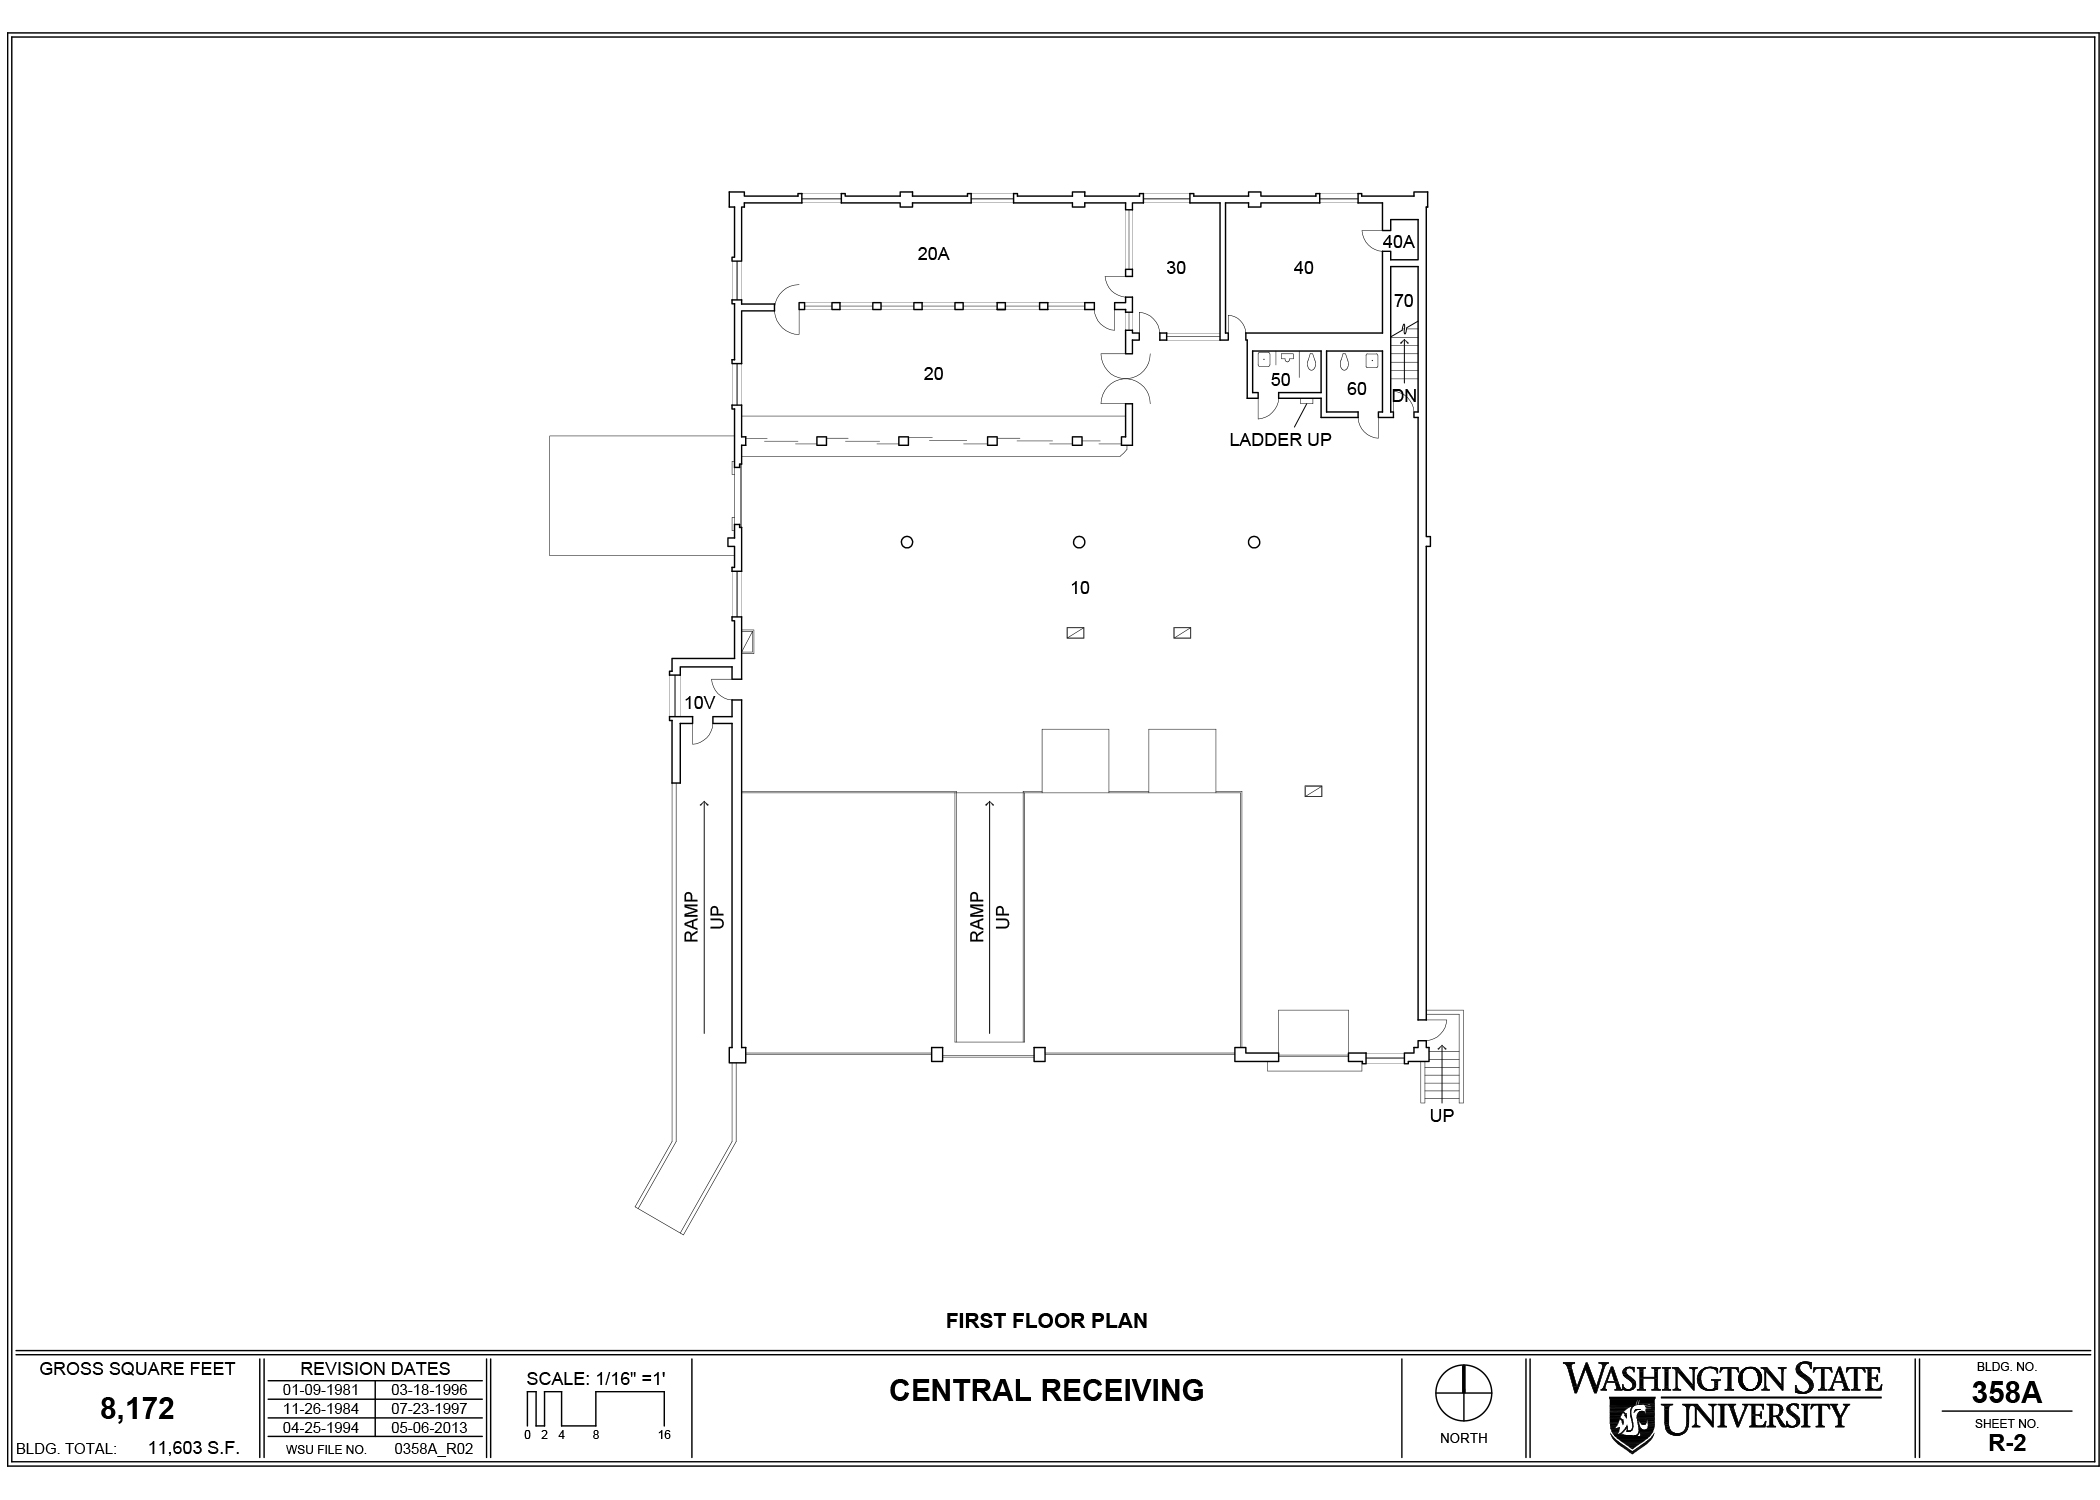 20A
30
40
40A
70
20
50
60
DN
LADDER UP
10
10V
RAMP
UP
RAMP
UP
UP
FIRST FLOOR PLAN
GROSS SQUARE FEET
8,172
BLDG. TOTAL: 11,603 S.F.
REVISION DATES
01-09-1981 03-18-1996
11-26-1984 07-23-1997
04-25-1994 05-06-2013
WSU FILE NO. 0358A_R02
SCALE: 1/16" =1'
0 2 4 8 16
CENTRAL RECEIVING
NORTH
WASHINGTON STATE
UNIVERSITY
BLDG. NO.
358A
SHEET NO.
R-2